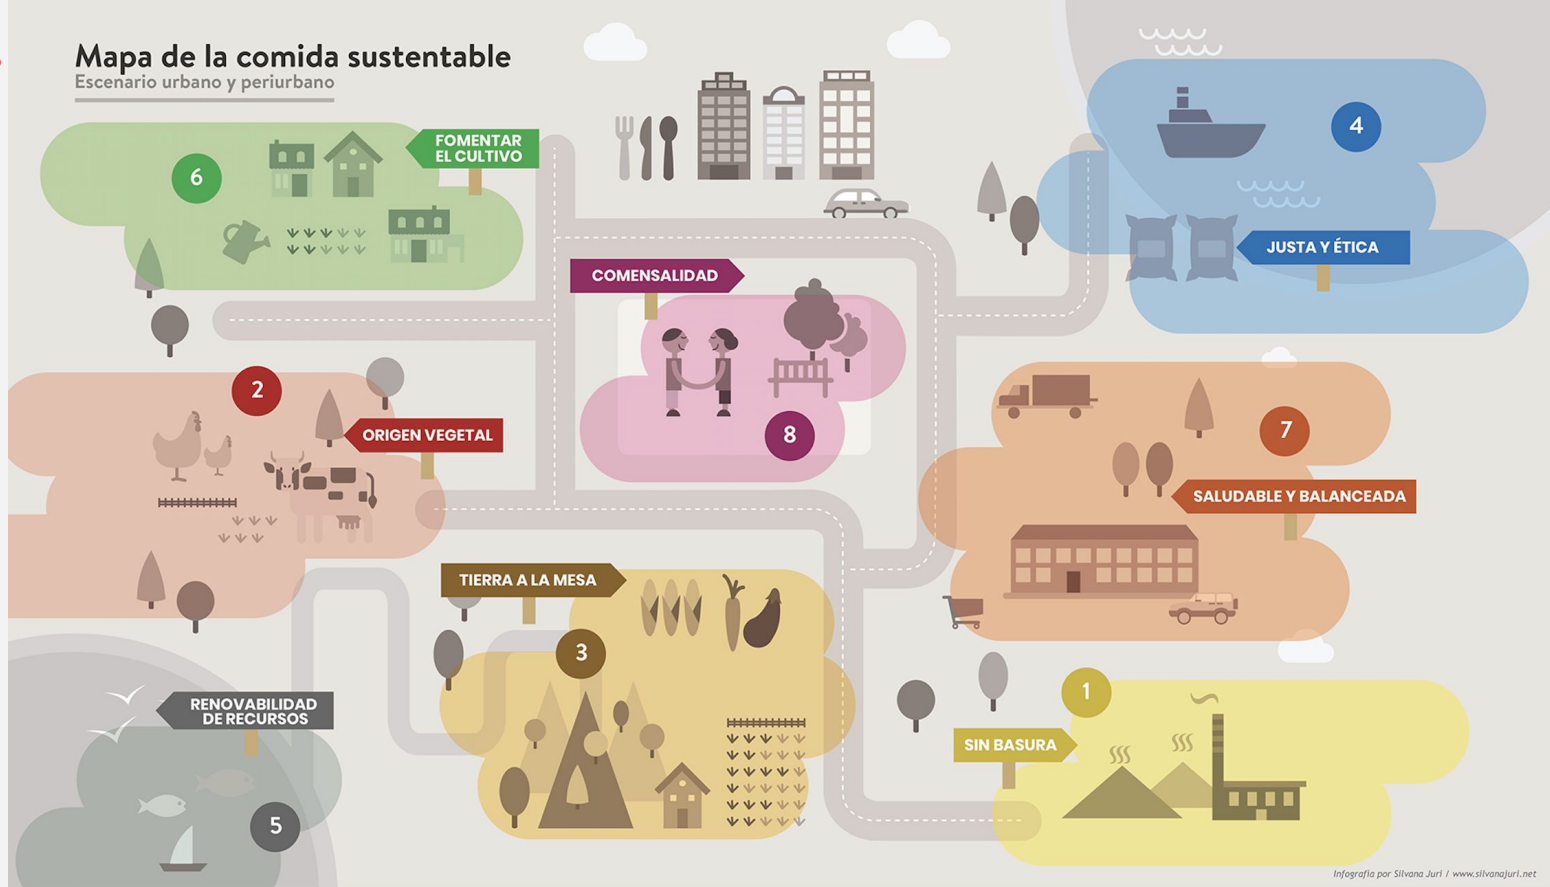 Mapa de la comida sustentable
Escenario urbano y periurbano
FOMENTAR
EL CULTIVO
6
4
JUSTA Y ÉTICA
COMENSALIDAD
8
2
ORIGEN VEGETAL
7
SALUDABLE Y BALANCEADA
TIERRA A LA MESA
3
RENOVABILIDAD
DE RECURSOS
5
1
SIN BASURA
Infografía por Silvana Juri / www.silvanajuri.net